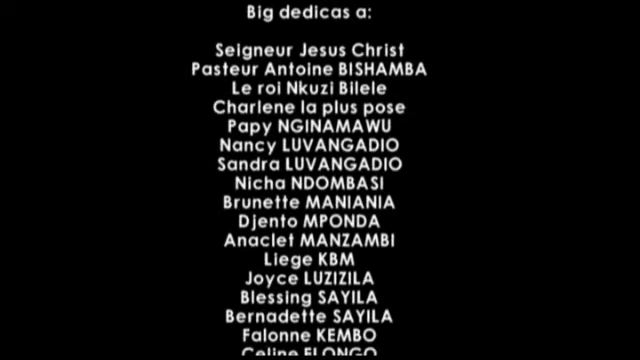 Big dedicas a:
Seigneur Jesus Christ
Pasteur Antoine BISHAMBA
Le roi Nkuzi Bilele
Charlene la plus pose
Papy NGINAMAWU
Nancy LUVANGADIO
Sandra LUVANGADIO
Nicha NDOMBASI
Brunette MANIANIA
Djento MPONDA
Anaclet MANZAMBI
Liege KBM
Joyce LUZIZILA
Blessing SAYILA
Bernadette SAYILA
Falonne KEMBO
Celine ELONGO